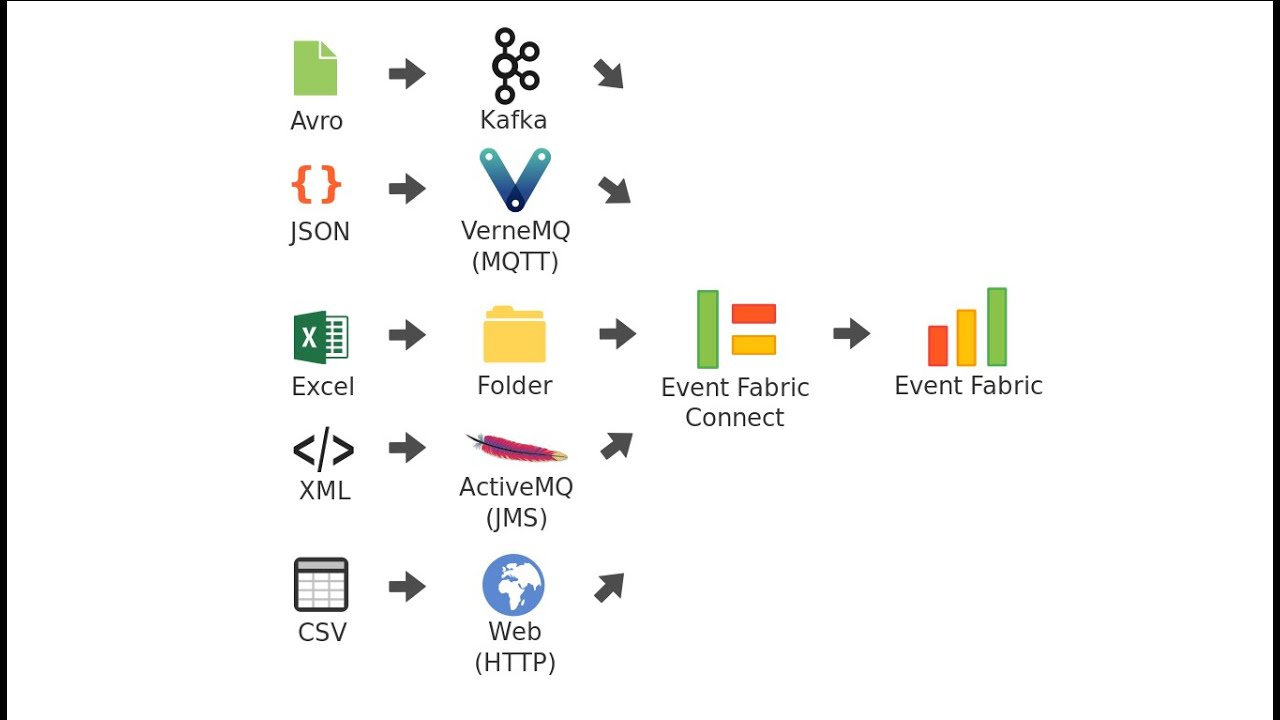 Avro
Kafka
JSON
VerneMQ
(MQTT)
X
Excel
Folder
Event Fabric
Connect
Event Fabric
</>
XML
ActiveMQ
(JMS)
CSV
Web
(HTTP)